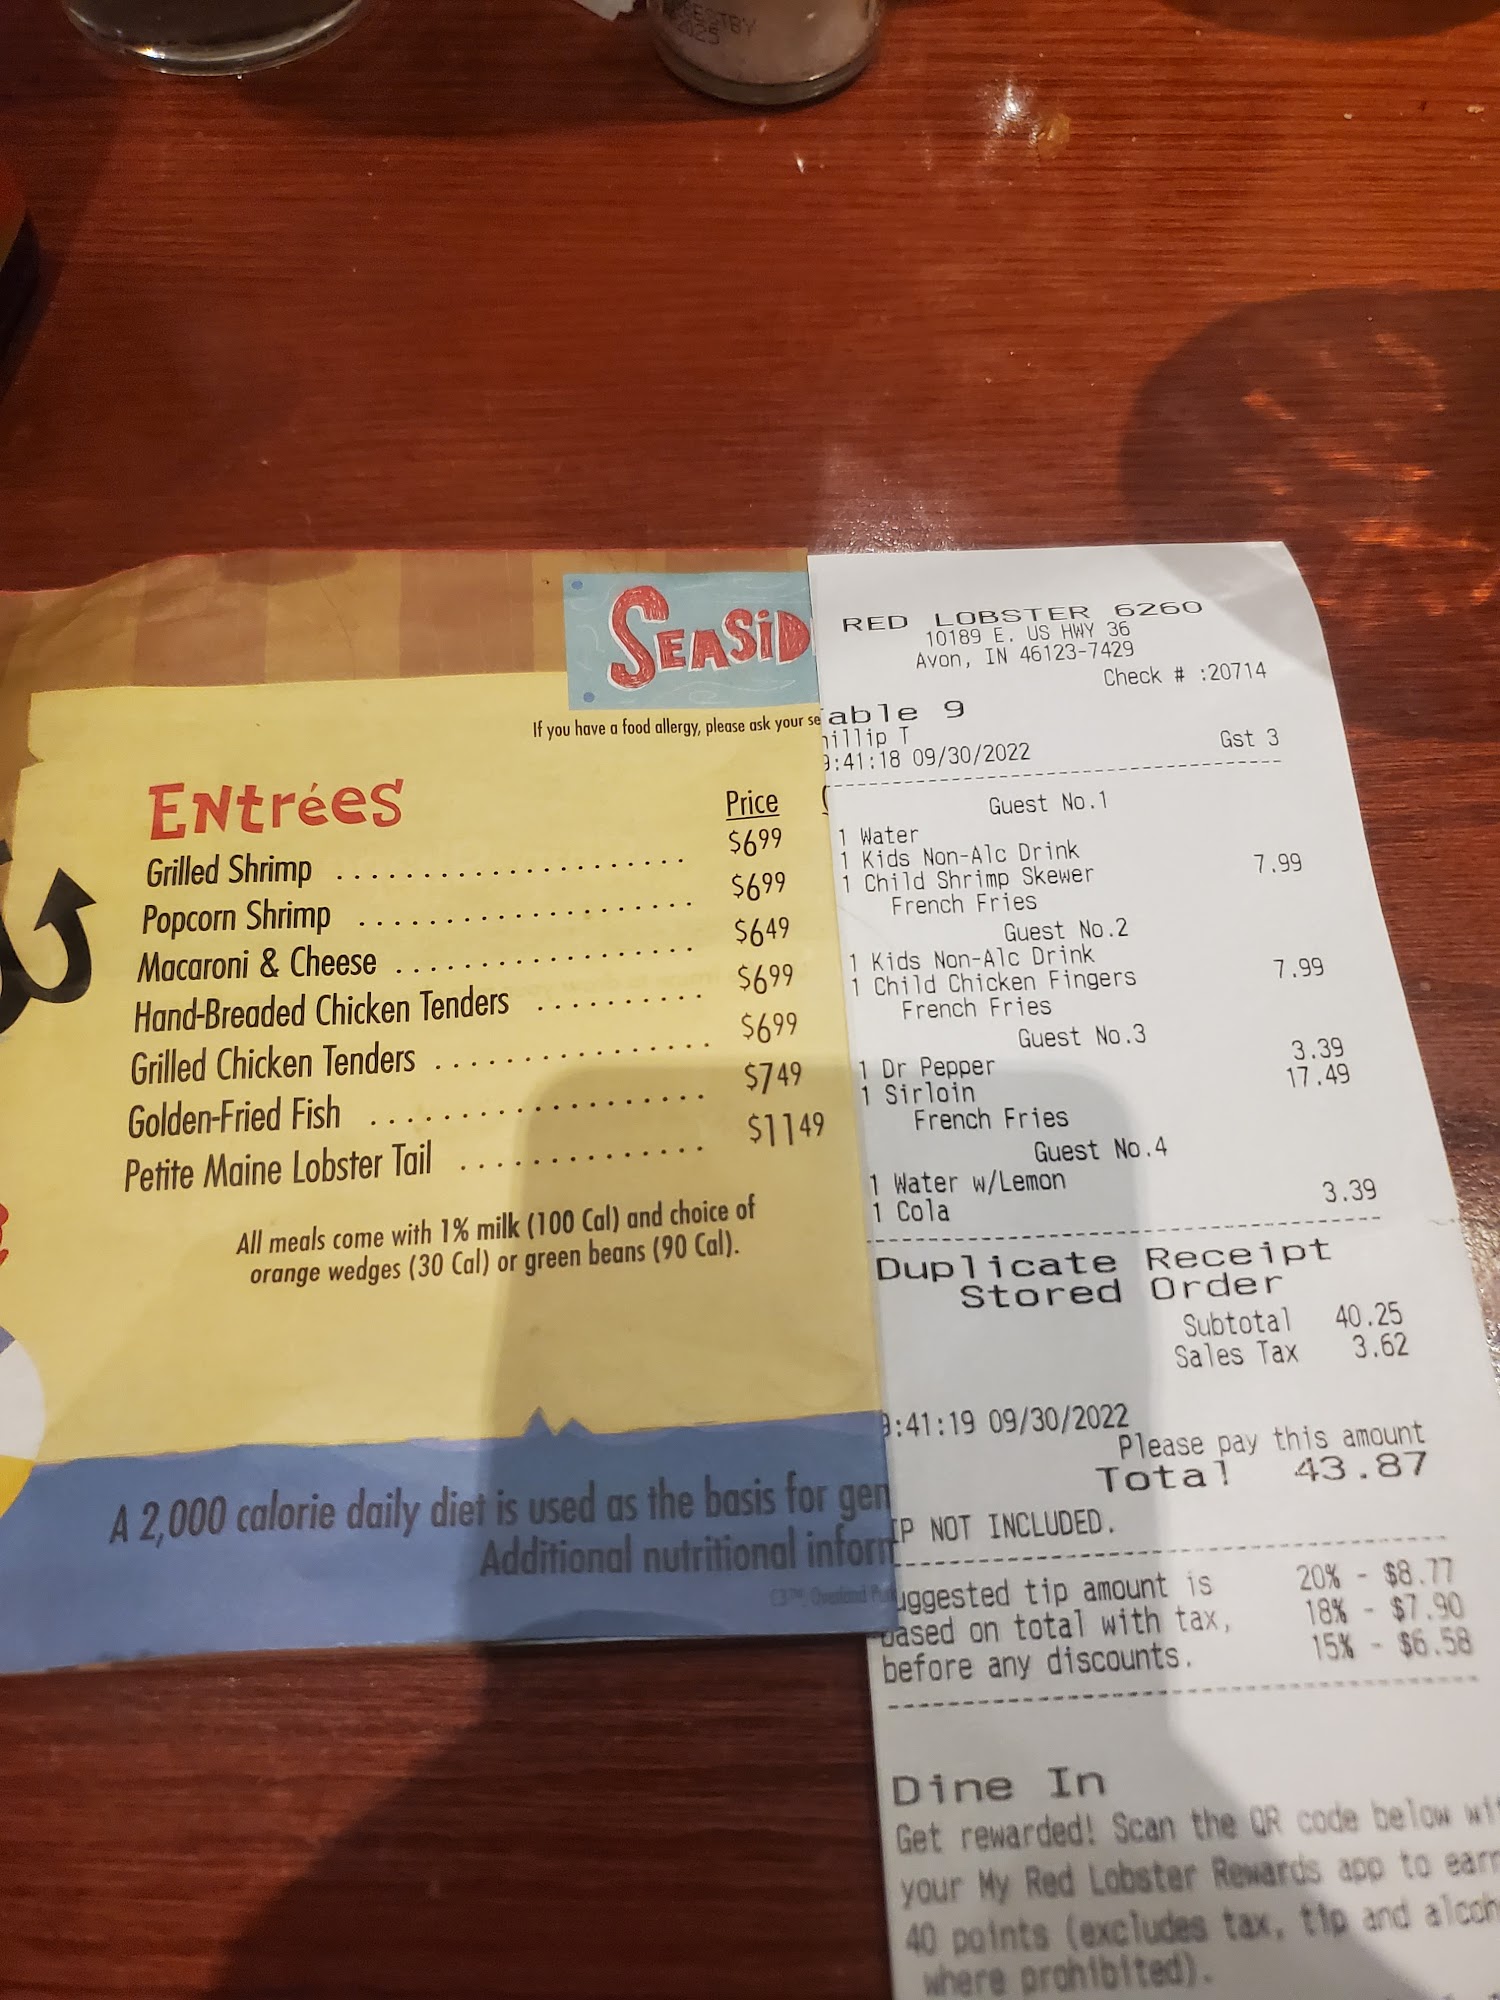 BESTBY
2025
SEASID
If you have a food allergy, please ask your se
ENtrées
Price
Grilled Shrimp .................... $6.99
Popcorn Shrimp ................... $6.99
Macaroni & Cheese ................. $6.49
Hand-Breaded Chicken Tenders .......... $6.99
Grilled Chicken Tenders ................ $6.99
Golden-Fried Fish ................... $7.49
Petite Maine Lobster Tail .............. $11.49
All meals come with 1% milk (100 Cal) and choice of
orange wedges (30 Cal) or green beans (90 Cal).
A 2,000 calorie daily diet is used as the basis for gen
Additional nutritional inform
RED LOBSTER 6260
10189 E. US HWY 36
Avon, IN 46123-7429
Check # :20714
able 9
hillip T
Gst 3
9:41:18 09/30/2022
Guest No.1
1 Water
1 Kids Non-Alc Drink
1 Child Shrimp Skewer 7.99
French Fries
Guest No.2
1 Kids Non-Alc Drink
1 Child Chicken Fingers 7.99
French Fries
Guest No.3
1 Dr Pepper 3.39
1 Sirloin 17.49
French Fries
Guest No.4
1 Water w/Lemon
1 Cola 3.39
Duplicate Receipt
Stored Order
Subtotal 40.25
Sales Tax 3.62
9:41:19 09/30/2022
Please pay this amount
Total 43.87
IP NOT INCLUDED.
uggested tip amount is 20% - $8.77
based on total with tax, 18% - $7.90
before any discounts. 15% - $6.58
Dine In
Get rewarded! Scan the QR code below wit
your My Red Lobster Rewards app to earn
40 points (excludes tax, tip and alcoh
where prohibited).